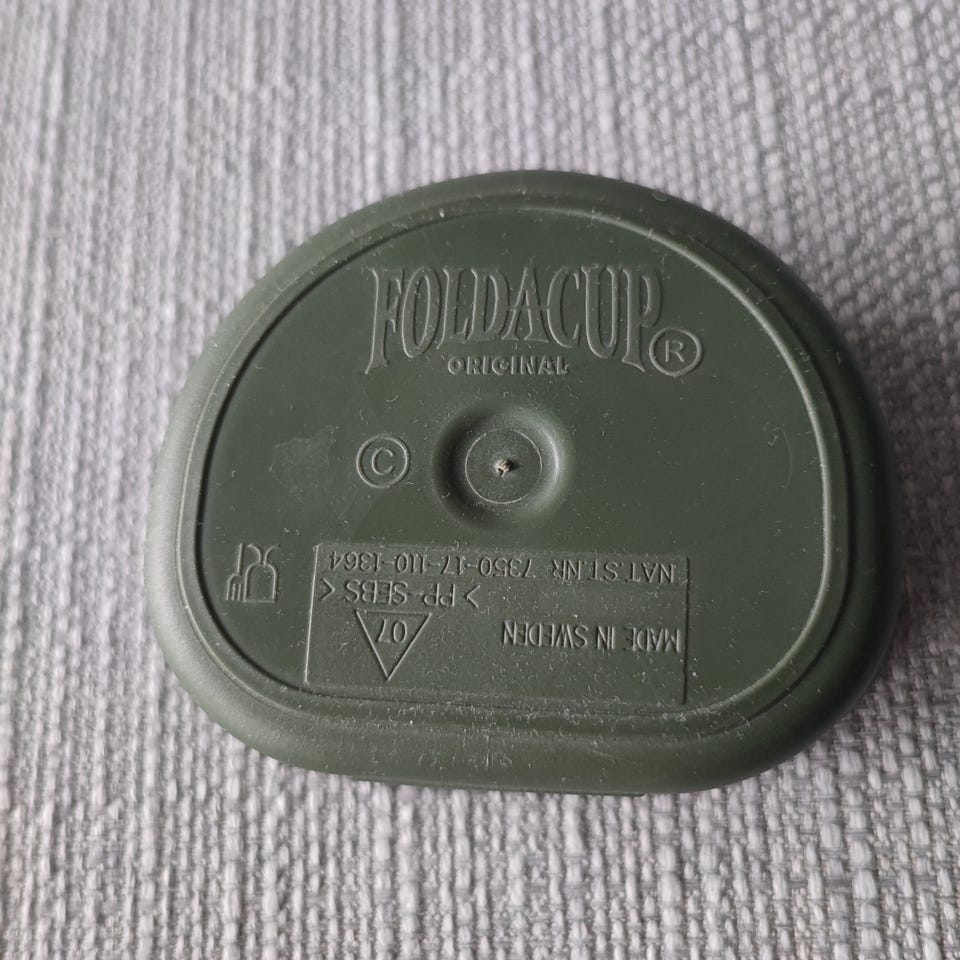 FOLDACUP®
ORIGINAL
©
MADE IN SWEDEN
07
>PP-SEBS<
NAT.ST.NR 7350-17-110-1364